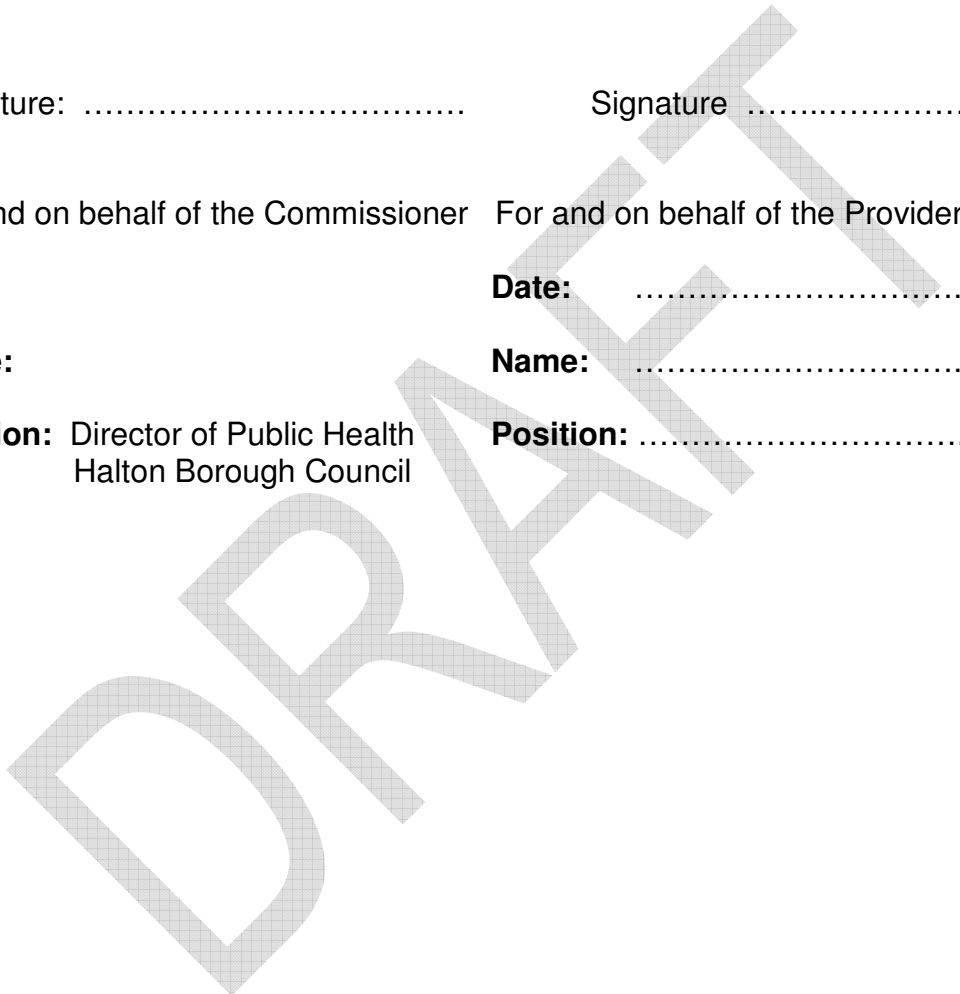 ture: ……………………………… Signature ……..……………
nd on behalf of the Commissioner For and on behalf of the Provider
Date: …………………………..
e: Name: …………………………..
ion: Director of Public Health Position: …………………………
Halton Borough Council
DRAFT